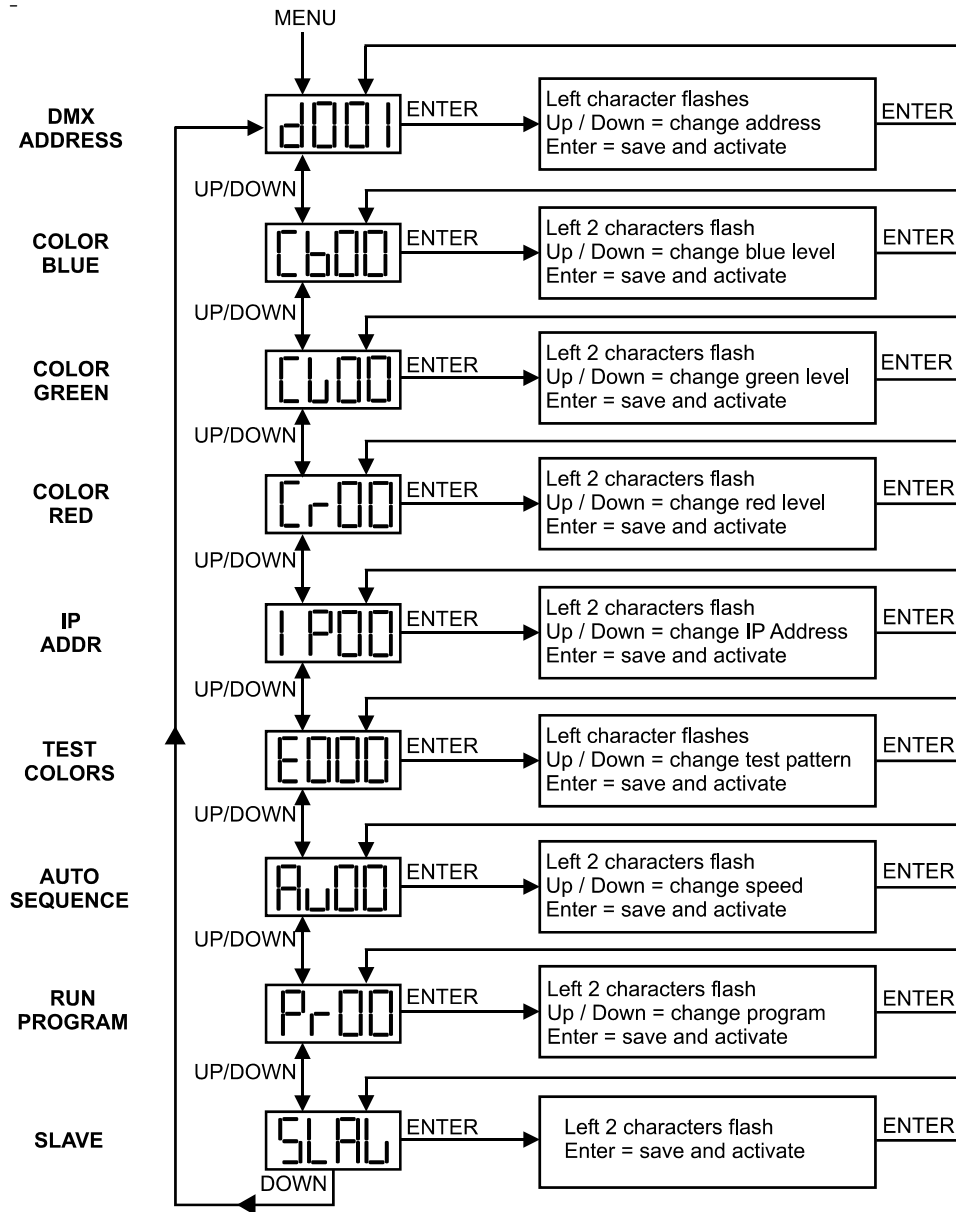 MENU
DMX
ADDRESS
d001
ENTER
Left character flashes
Up / Down = change address
Enter = save and activate
ENTER
UP/DOWN
COLOR
BLUE
Cb00
ENTER
Left 2 characters flash
Up / Down = change blue level
Enter = save and activate
ENTER
UP/DOWN
COLOR
GREEN
ENTER
Left 2 characters flash
Up / Down = change green level
Enter = save and activate
ENTER
UP/DOWN
COLOR
RED
Cr00
ENTER
Left 2 characters flash
Up / Down = change red level
Enter = save and activate
ENTER
UP/DOWN
IP
ADDR
IP00
ENTER
Left 2 characters flash
Up / Down = change IP Address
Enter = save and activate
ENTER
UP/DOWN
TEST
COLORS
E000
ENTER
Left character flashes
Up / Down = change test pattern
Enter = save and activate
ENTER
UP/DOWN
AUTO
SEQUENCE
Au00
ENTER
Left 2 characters flash
Up / Down = change speed
Enter = save and activate
ENTER
UP/DOWN
RUN
PROGRAM
Pr00
ENTER
Left 2 characters flash
Up / Down = change program
Enter = save and activate
ENTER
UP/DOWN
SLAVE
SLAU
ENTER
Left 2 characters flash
Enter = save and activate
ENTER
DOWN